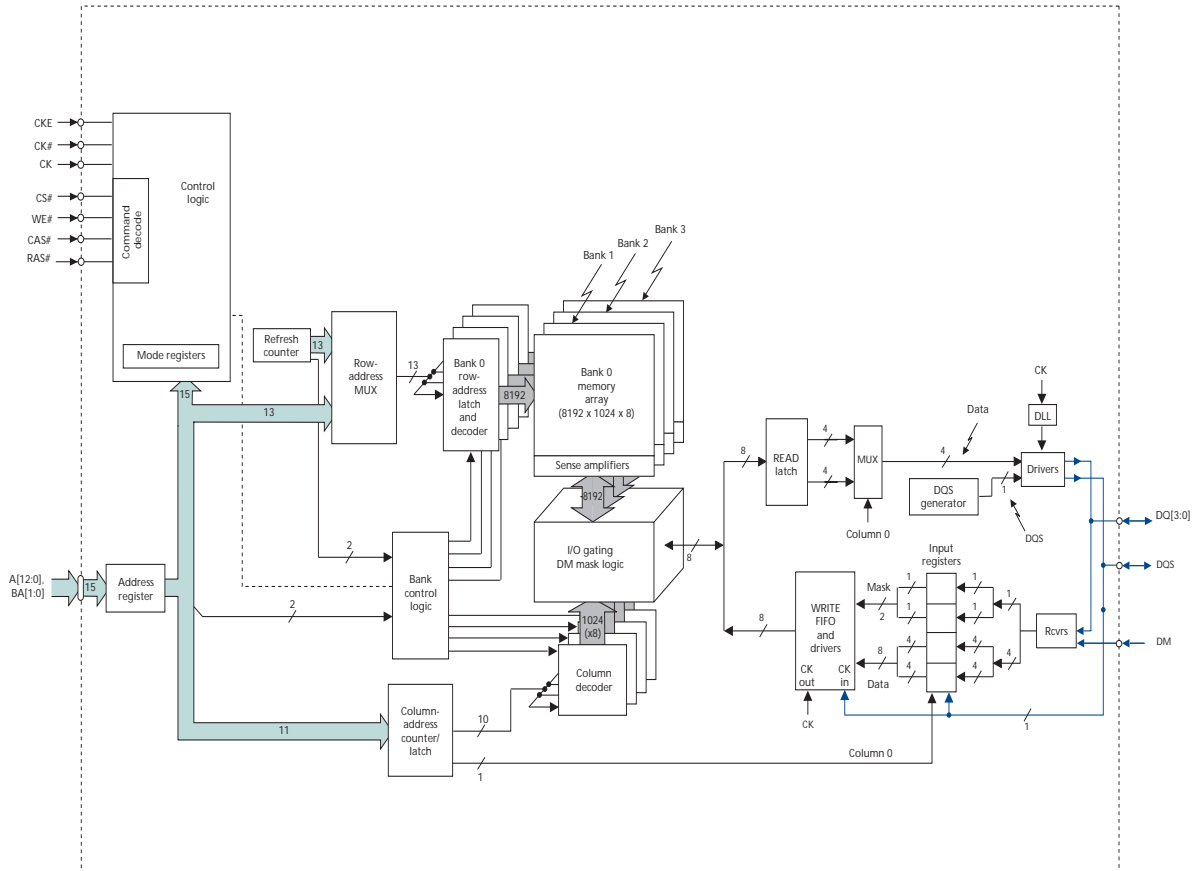 CKE
CK#
CK
CS#
WE#
CAS#
RAS#
Control
logic
Command
decode
Mode registers
15
Refresh
counter
13
Row-
address
MUX
13
13
Bank 0
row-
address
latch
and
decoder
8192
Bank 1
Bank 2
Bank 3
Bank 0
memory
array
(8192 x 1024 x 8)
Sense amplifiers
8192
I/O gating
DM mask logic
8
1024
(x8)
Column
decoder
A[12:0],
BA[1:0]
15
Address
register
2
2
Bank
control
logic
11
Column-
address
counter/
latch
10
1
Column 0
8
READ
latch
4
4
MUX
Column 0
4
Data
CK
DLL
Drivers
DQS
generator
1
DQS
DQ[3:0]
DQS
DM
Input
registers
8
WRITE
FIFO
and
drivers
CK
out
CK
in
CK
Mask
2
8
Data
1
1
4
4
1
1
4
4
1
4
Rcvrs
1